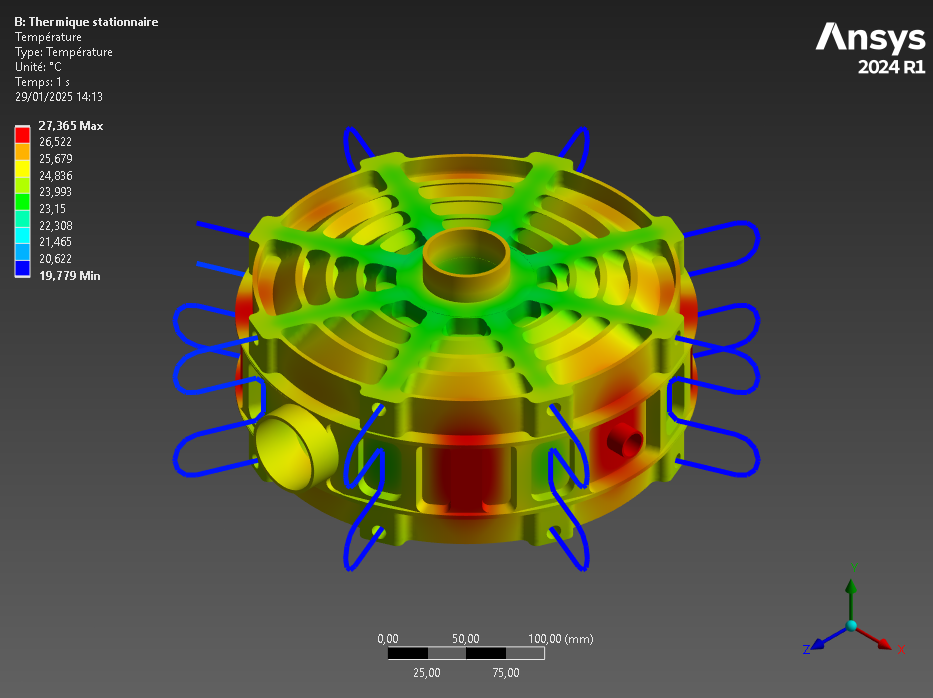 B: Thermique stationnaire
Température
Type: Température
Unité: °C
Temps: 1 s
29/01/2025 14:13
Ansys
2024 R1
27,365 Max
26,522
25,679
24,836
23,993
23,15
22,308
21,465
20,622
19,779 Min
0,00 50,00 100,00 (mm)
25,00 75,00
Y
Z X